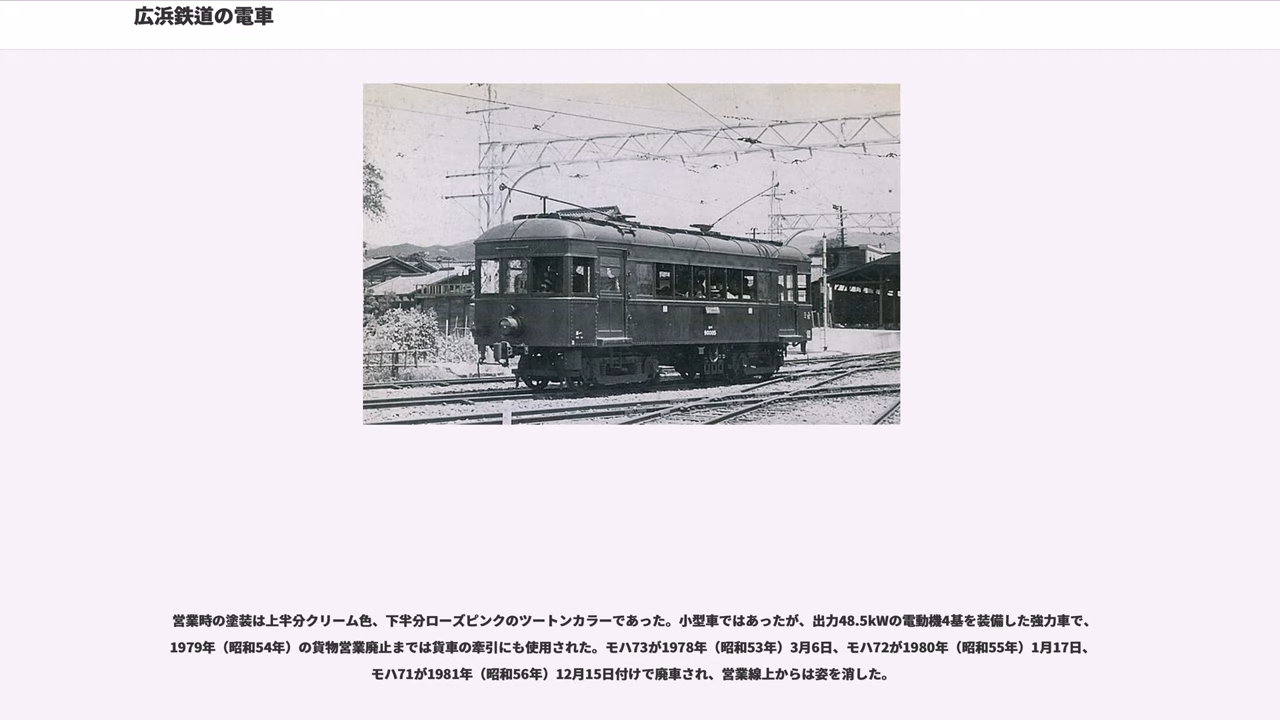 広浜鉄道の電車
営業時の塗装は上半分クリーム色、下半分ローズピンクのツートンカラーであった。小型車ではあったが、出力48.5kWの電動機4基を装備した強力車で、
1979年（昭和54年）の貨物営業廃止までは貨車の牽引にも使用された。モハ73が1978年（昭和53年）3月6日、モハ72が1980年（昭和55年）1月17日、
モハ71が1981年（昭和56年）12月15日付けで廃車され、営業線上からは姿を消した。